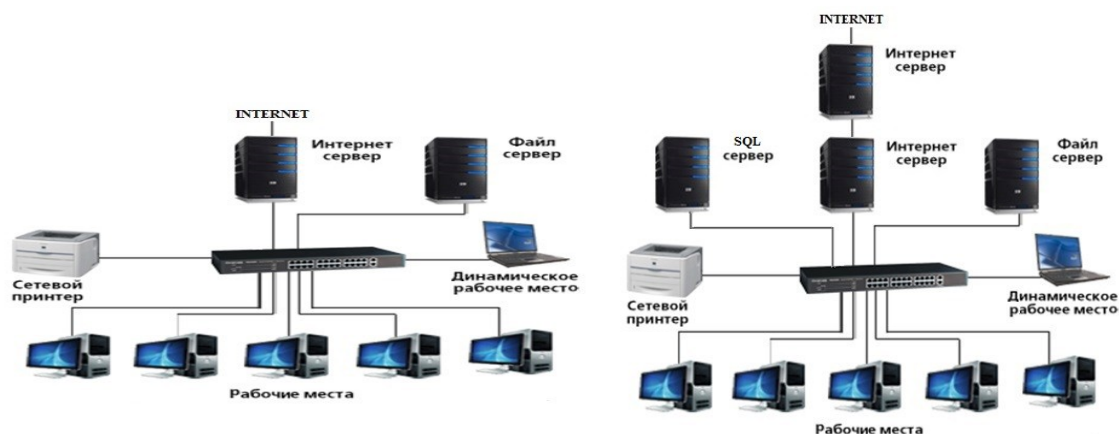 INTERNET
Интернет
сервер
Файл
сервер
Сетевой
принтер
Динамическое
рабочее место
Рабочие места
INTERNET
Интернет
сервер
SQL
сервер
Интернет
сервер
Файл
сервер
Сетевой
принтер
Динамическое
рабочее место
Рабочие места